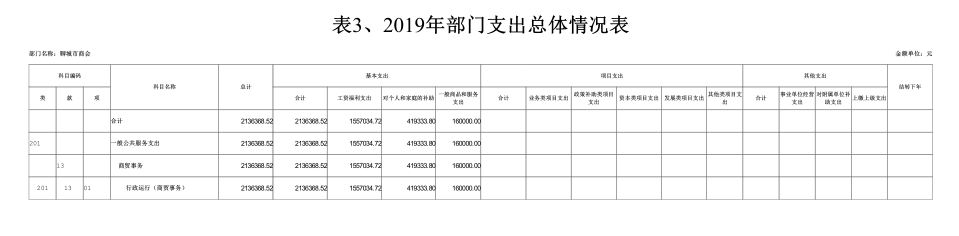 表3、2019年部门支出总体情况表
部门名称：聊城市商会 金额单位：元
科目编码 科目名称 总计 基本支出 项目支出 其他支出 结转下年
类 款 项 合计 工资福利支出 对个人和家庭的补助 一般商品和服务支出 合计 业务类项目支出 政策补助类项目支出 资本类项目支出 发展类项目支出 其他类项目支出 合计 事业单位经营支出 对附属单位补助支出 上缴上级支出
合计 2136368.52 2136368.52 1557034.72 419333.80 160000.00
201 一般公共服务支出 2136368.52 2136368.52 1557034.72 419333.80 160000.00
13 商贸事务 2136368.52 2136368.52 1557034.72 419333.80 160000.00
201 13 01 行政运行（商贸事务） 2136368.52 2136368.52 1557034.72 419333.80 160000.00